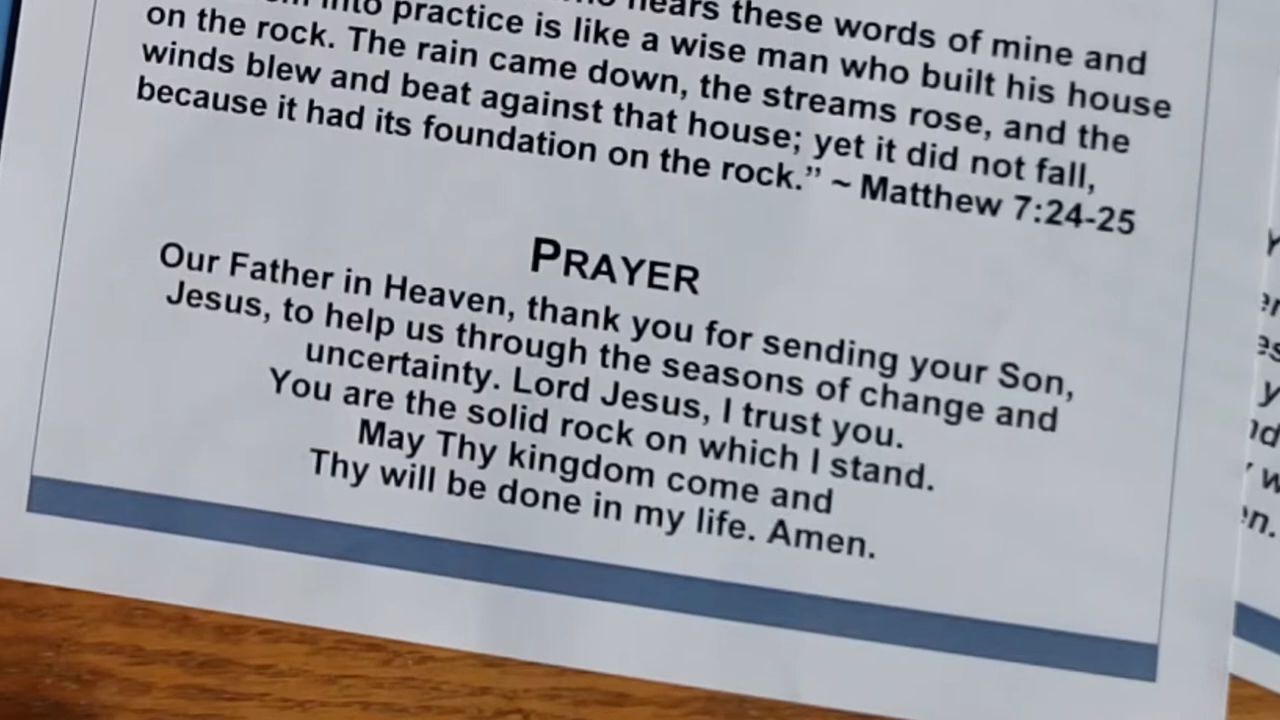 hears these words of mine and
into practice is like a wise man who built his house
on the rock. The rain came down, the streams rose, and the
winds blew and beat against that house; yet it did not fall,
because it had its foundation on the rock.” ~ Matthew 7:24-25
PRAYER
Our Father in Heaven, thank you for sending your Son,
Jesus, to help us through the seasons of change and
uncertainty. Lord Jesus, I trust you.
You are the solid rock on which I stand.
May Thy kingdom come and
Thy will be done in my life. Amen.